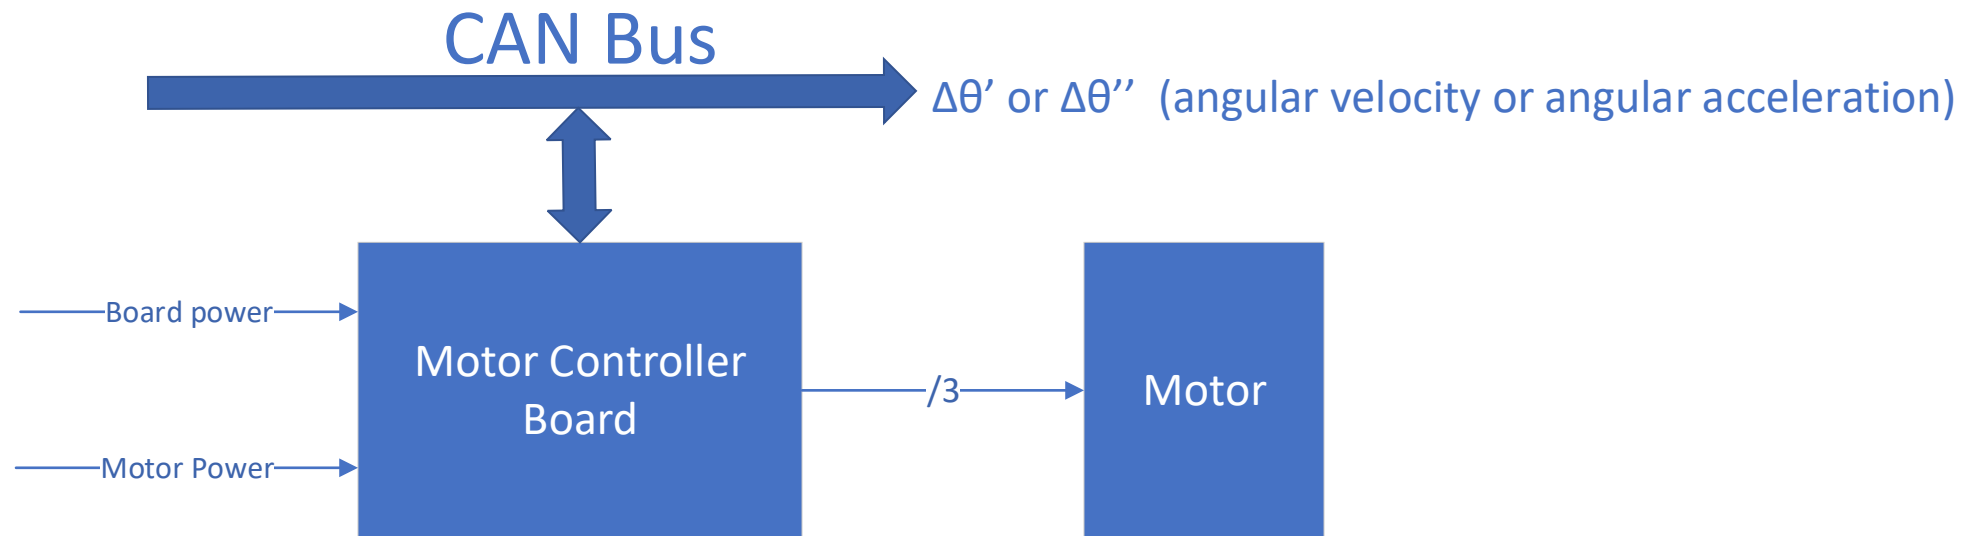 CAN Bus
Δθ’ or Δθ’’ (angular velocity or angular acceleration)
Board power
Motor Controller
Board
/3
Motor
Motor Power